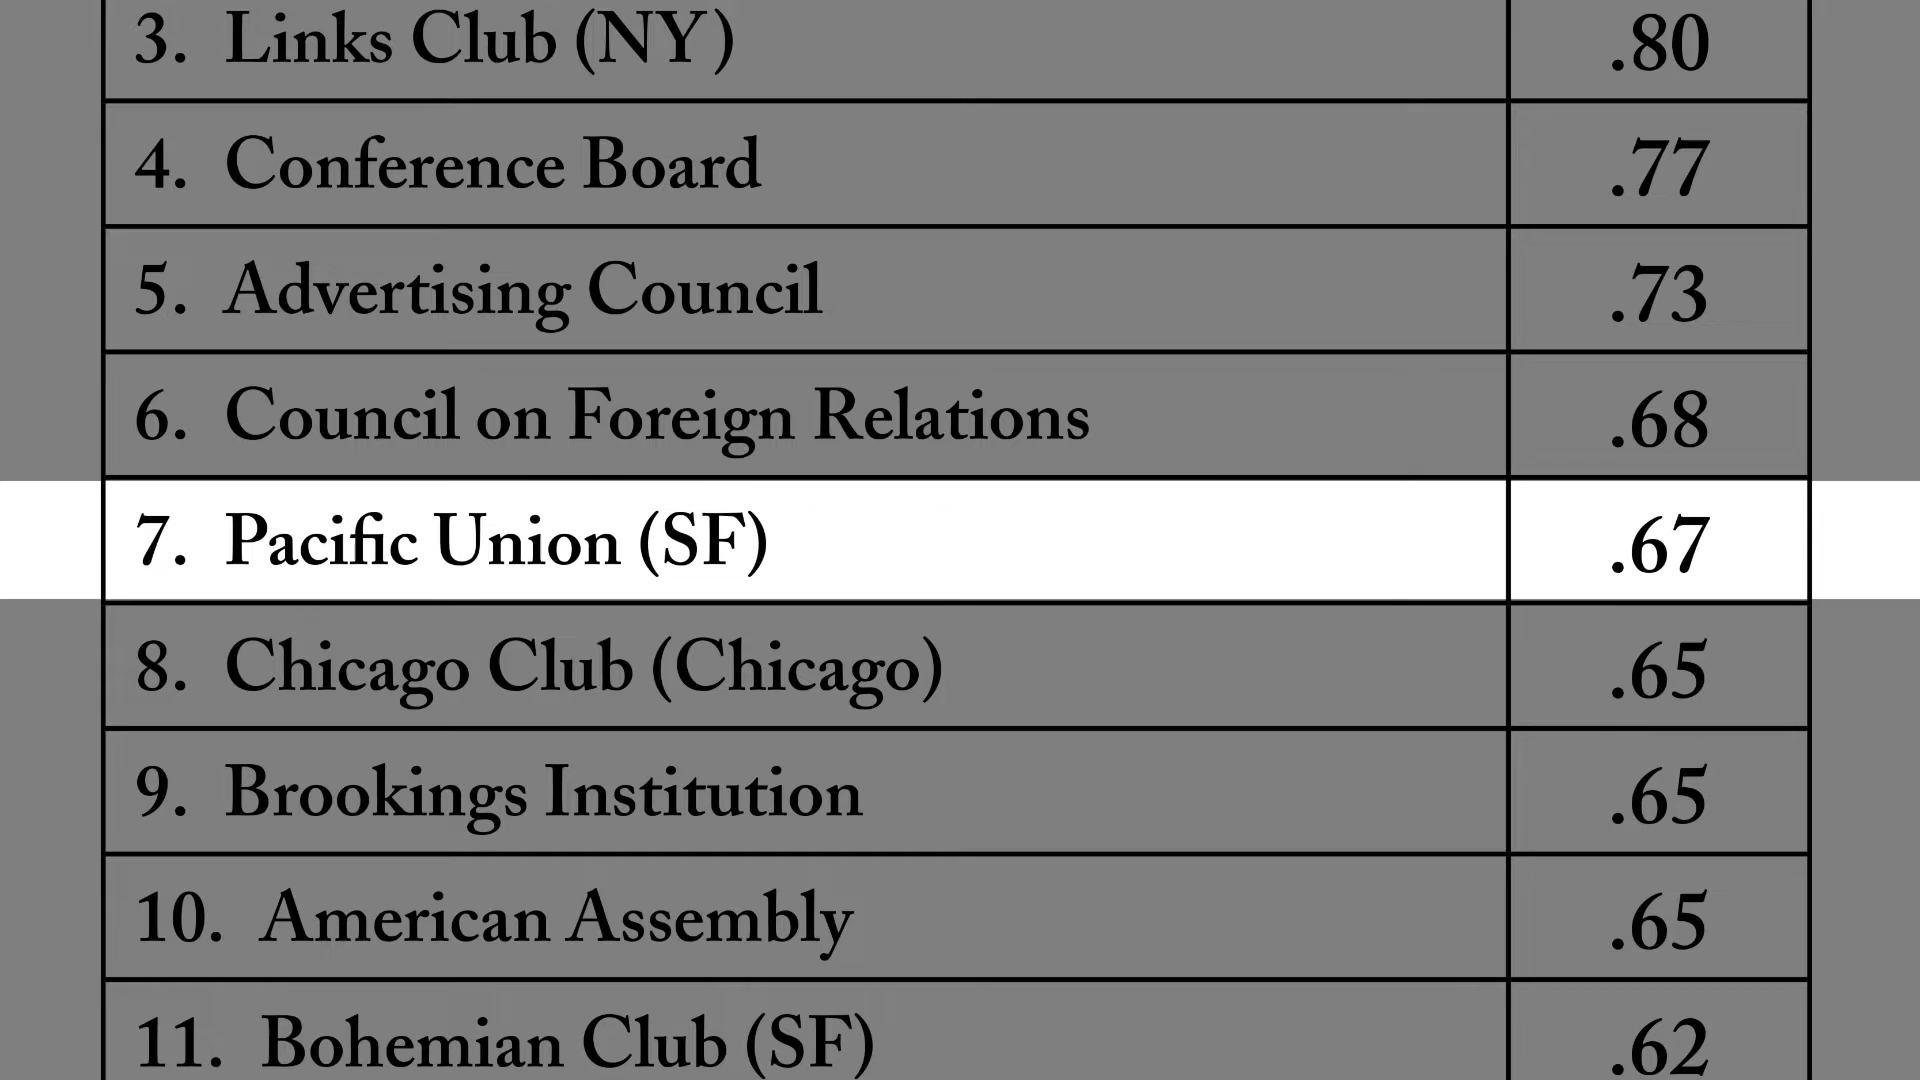 3. Links Club (NY) .80
4. Conference Board .77
5. Advertising Council .73
6. Council on Foreign Relations .68
7. Pacific Union (SF) .67
8. Chicago Club (Chicago) .65
9. Brookings Institution .65
10. American Assembly .65
11. Bohemian Club (SF) .62